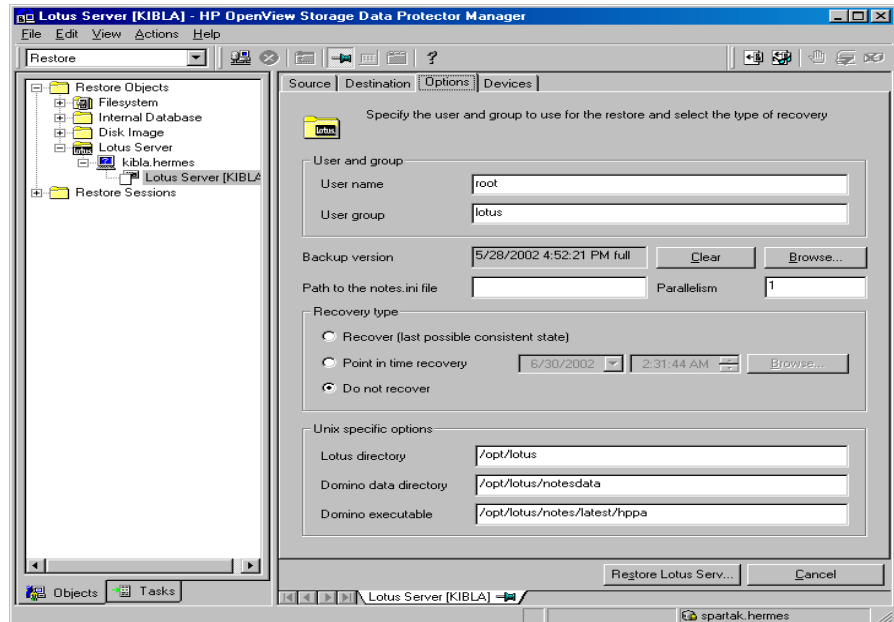 Lotus Server [KIBLA] - HP OpenView Storage Data Protector Manager
File Edit View Actions Help
Restore
?
Restore Objects
Filesystem
Internal Database
Disk Image
Lotus Server
kibla.hermes
Lotus Server [KIBLA
Restore Sessions
Objects
Tasks
Source
Destination
Options
Devices
Specify the user and group to use for the restore and select the type of recovery
Lotus
User and group
User name
root
User group
lotus
Backup version
5/28/2002 4:52:21 PM full
Clear
Browse...
Path to the notes.ini file
Parallelism
1
Recovery type
Recover (last possible consistent state)
Point in time recovery
6/30/2002
2:31:44 AM
Browse...
Do not recover
Unix specific options
Lotus directory
/opt/lotus
Domino data directory
/opt/lotus/notesdata
Domino executable
/opt/lotus/notes/latest/hppa
Restore Lotus Serv...
Cancel
Lotus Server [KIBLA]
spartak.hermes